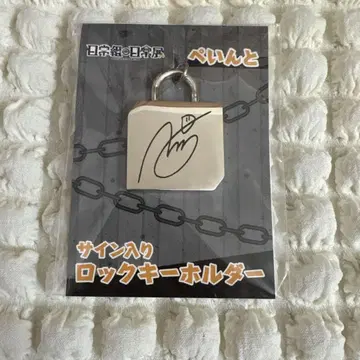 日常組の日常展
ぺいんと
サイン入り
ロックキーホルダー